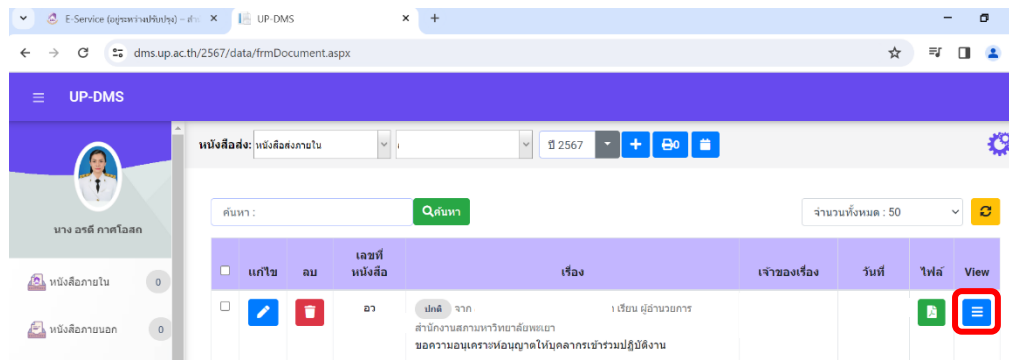 E-Service (อยู่ระหว่างปรับปรุง) – สำ
UP-DMS
dms.up.ac.th/2567/data/frmDocument.aspx
UP-DMS
หนังสือส่ง: หนังสือส่งภายใน
ปี 2567
0
ค้นหา :
ค้นหา
จำนวนทั้งหมด : 50
นาง อรดี กาศโอสถ
แก้ไข ลบ เลขที่หนังสือ เรื่อง เจ้าของเรื่อง วันที่ ไฟล์ View
หนังสือภายใน 0
อว ปกติ จาก เรียน ผู้อำนวยการ
สำนักงานสภามหาวิทยาลัยพะเยา
หนังสือภายนอก 0
ขอความอนุเคราะห์อนุญาตให้บุคลากรเข้าร่วมปฏิบัติงาน